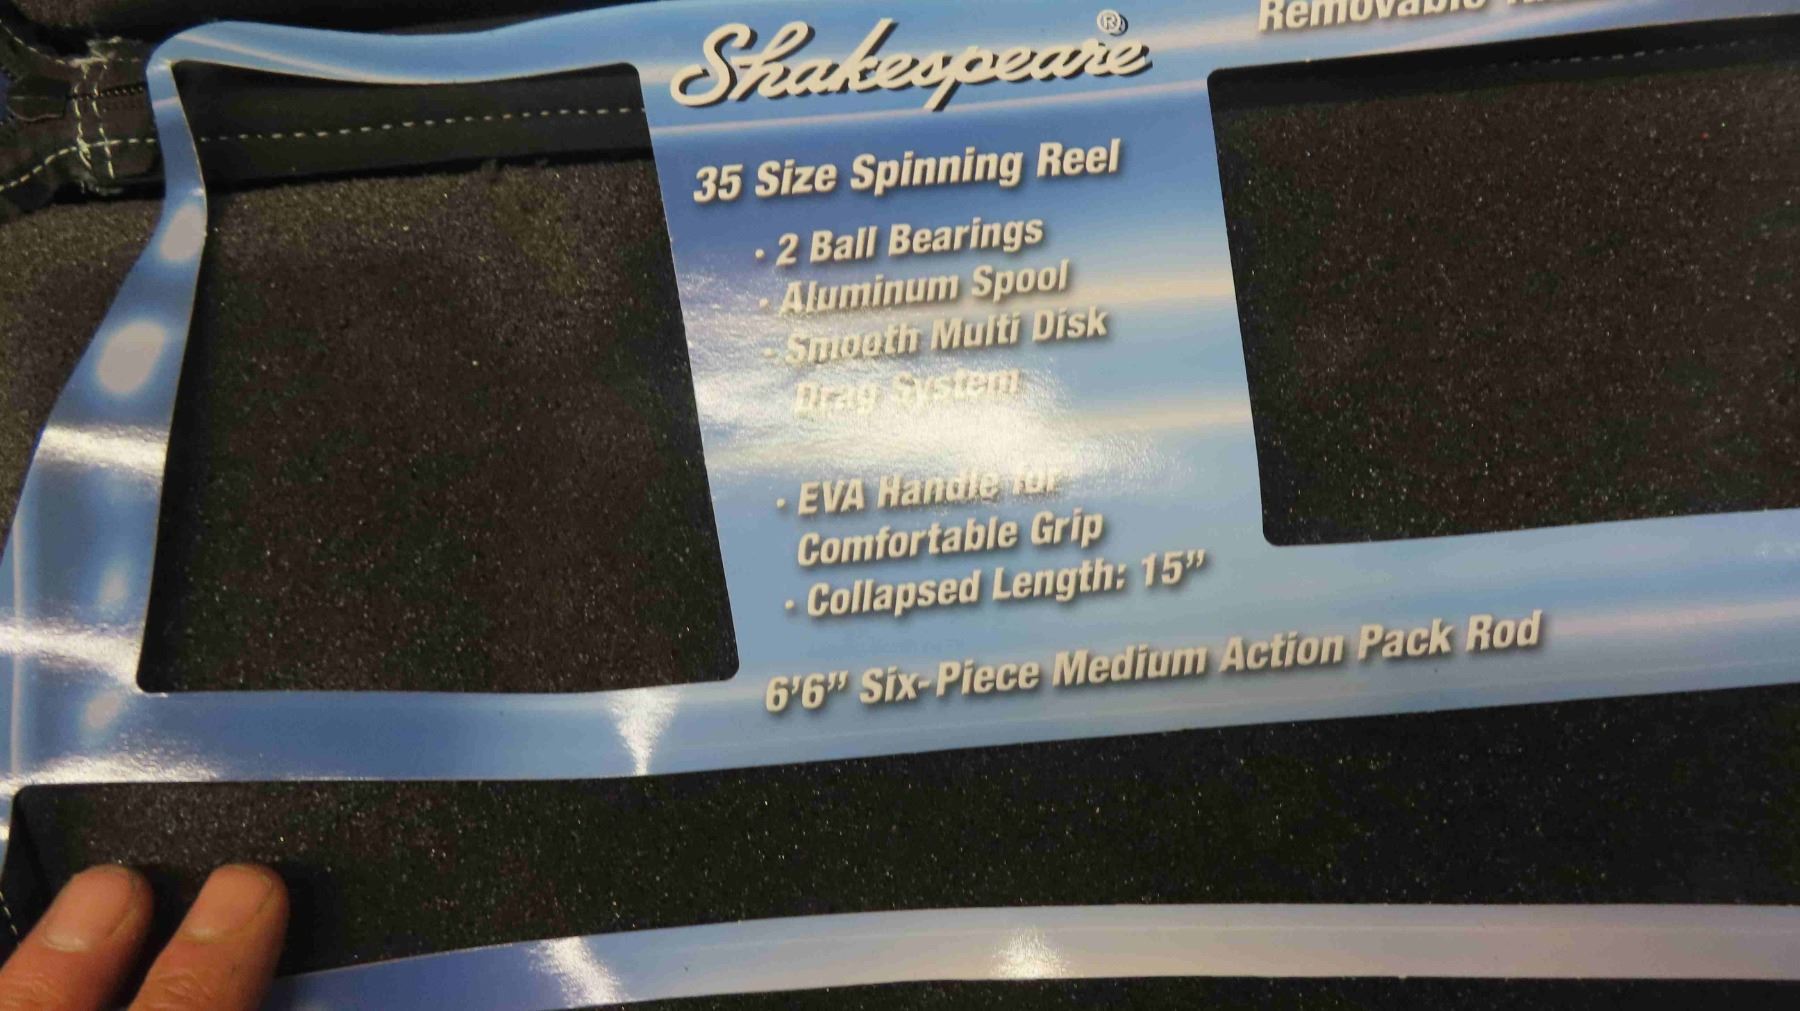 Shakespeare®
Removable
35 Size Spinning Reel
· 2 Ball Bearings
· Aluminum Spool
· Smooth Multi Disk
Drag System
· EVA Handle for
Comfortable Grip
· Collapsed Length: 15”
6’6” Six-Piece Medium Action Pack Rod